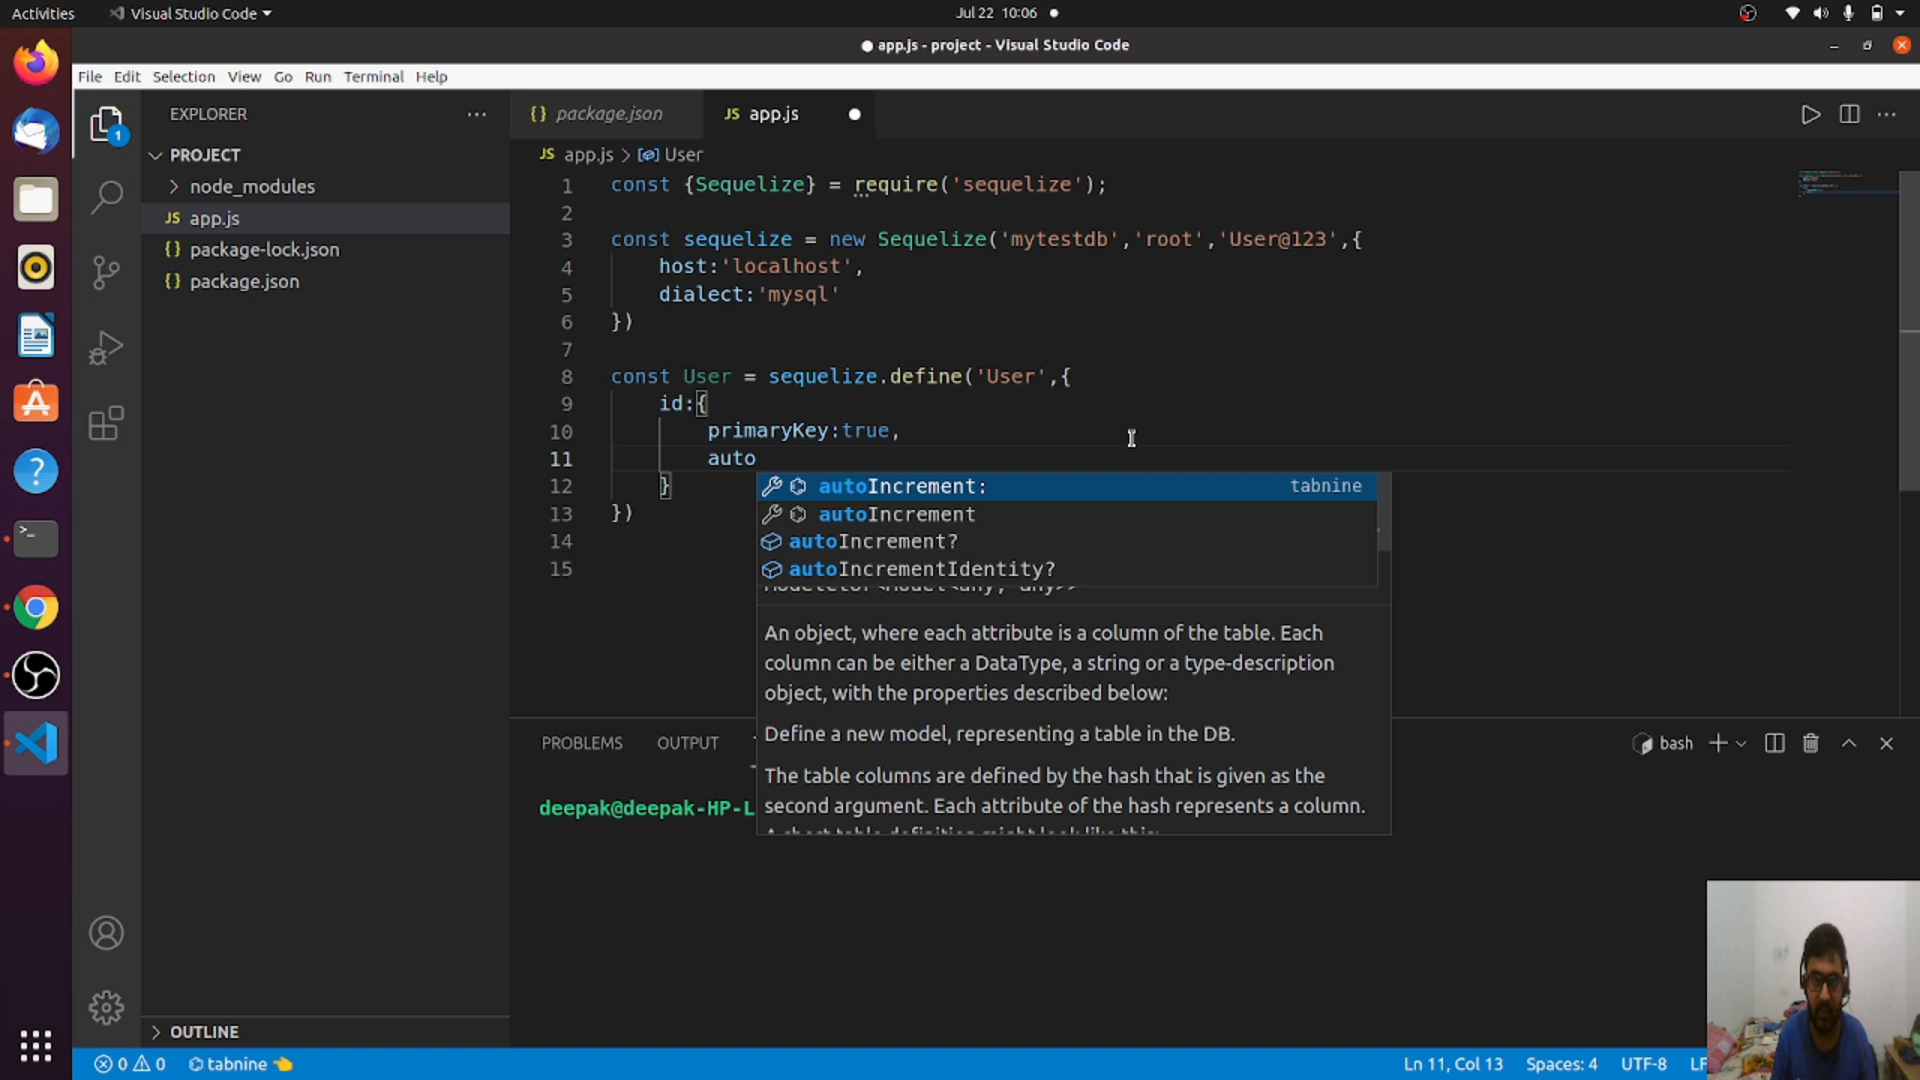 Activities
Visual Studio Code
Jul 22 10:06
app.js - project - Visual Studio Code
File Edit Selection View Go Run Terminal Help
EXPLORER
PROJECT
node_modules
JS app.js
{} package-lock.json
{} package.json
OUTLINE
{} package.json
JS app.js
JS app.js > User
1 const {Sequelize} = require('sequelize');
2
3 const sequelize = new Sequelize('mytestdb','root','User@123',{
4 host:'localhost',
5 dialect:'mysql'
6 })
7
8 const User = sequelize.define('User',{
9 id:{
10 primaryKey:true,
11 auto
12 }
13 })
14
15
autoIncrement: tabnine
autoIncrement
autoIncrement?
autoIncrementIdentity?
An object, where each attribute is a column of the table. Each
column can be either a DataType, a string or a type-description
object, with the properties described below:
Define a new model, representing a table in the DB.
The table columns are defined by the hash that is given as the
second argument. Each attribute of the hash represents a column.
PROBLEMS OUTPUT
bash
deepak@deepak-HP-L
1
0 0 tabnine
Ln 11, Col 13 Spaces: 4 UTF-8 LF